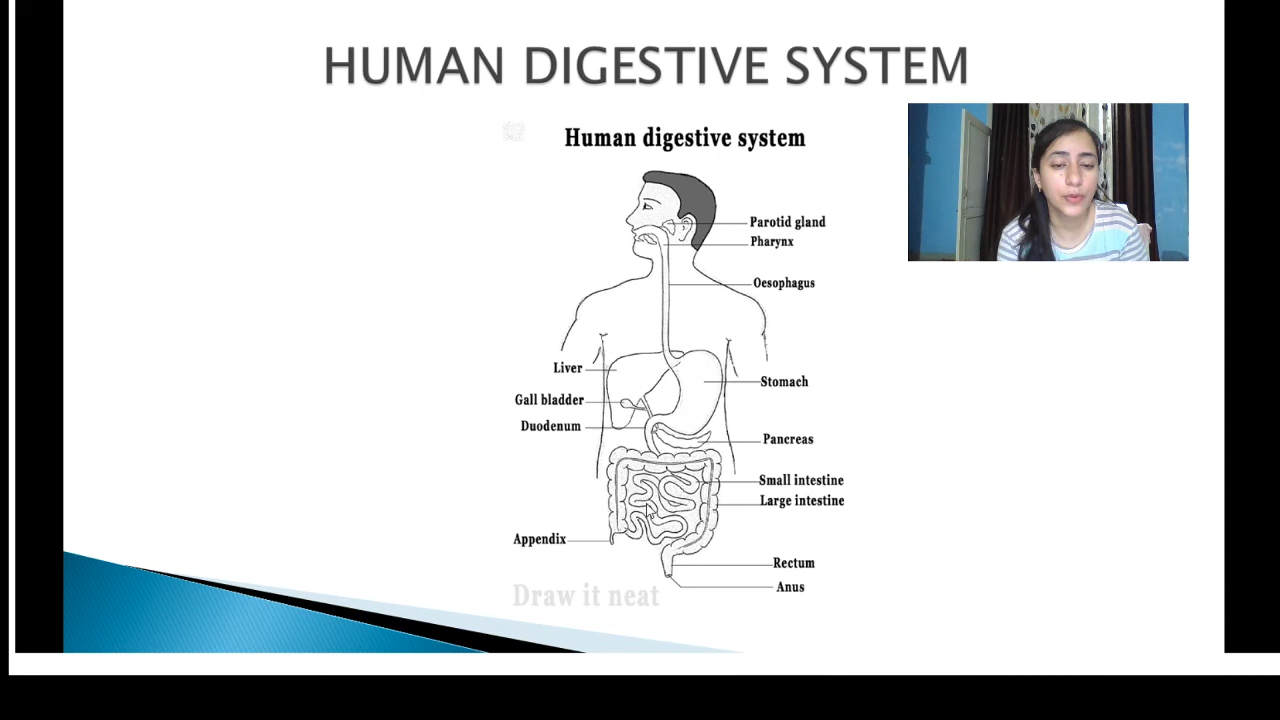 HUMAN DIGESTIVE SYSTEM
Human digestive system
Parotid gland
Pharynx
Oesophagus
Liver
Stomach
Gall bladder
Duodenum
Pancreas
Small intestine
Large intestine
Appendix
Rectum
Anus
Draw it neat